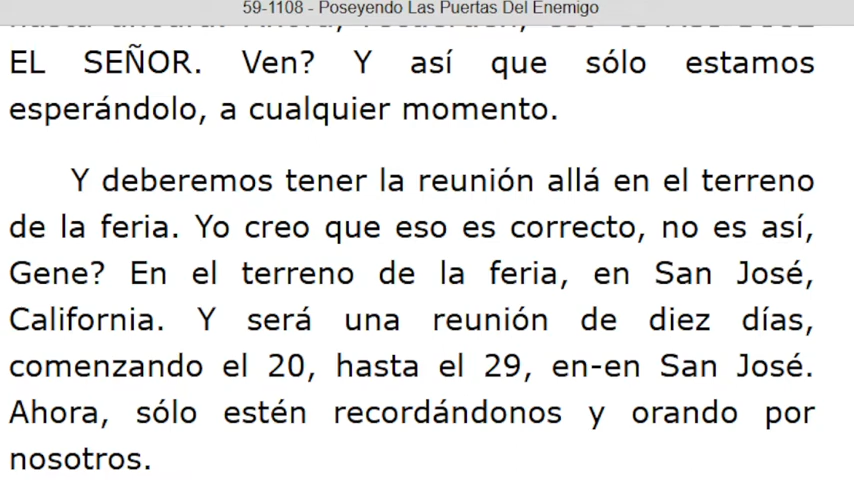 59-1108 - Poseyendo Las Puertas Del Enemigo
EL SEÑOR. Ven? Y así que sólo estamos
esperándolo, a cualquier momento.
Y deberemos tener la reunión allá en el terreno
de la feria. Yo creo que eso es correcto, no es así,
Gene? En el terreno de la feria, en San José,
California. Y será una reunión de diez días,
comenzando el 20, hasta el 29, en-en San José.
Ahora, sólo estén recordándonos y orando por
nosotros.